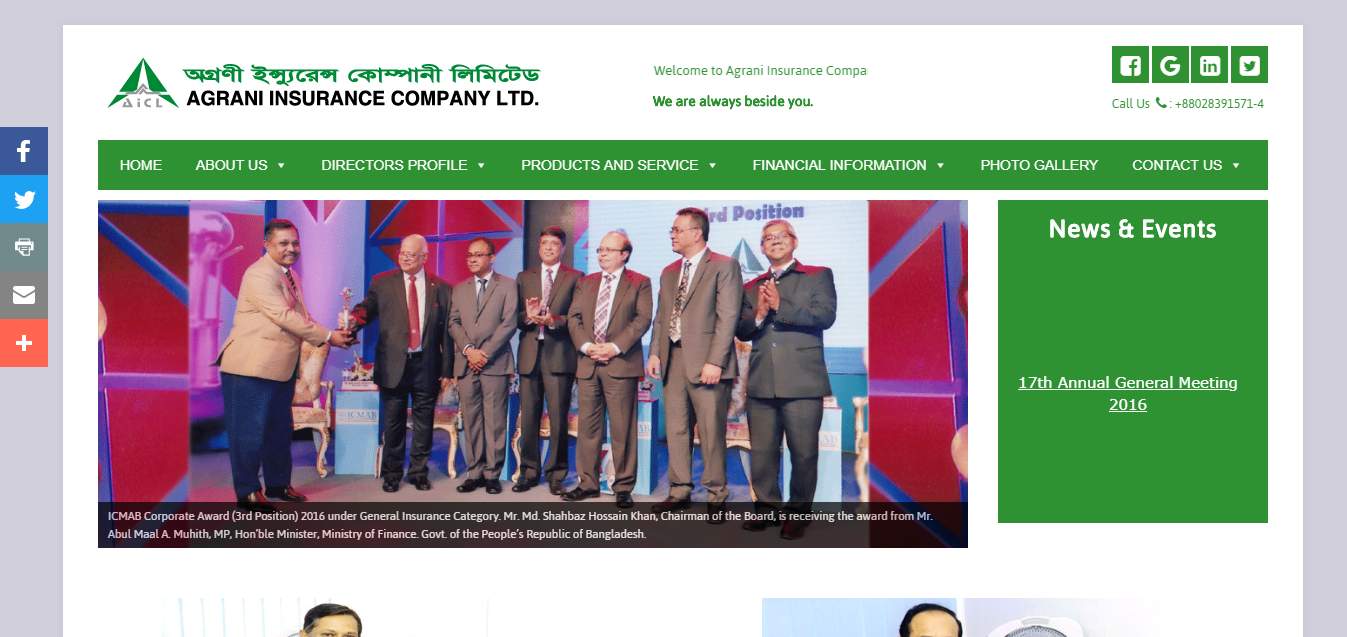 অগ্রণী ইন্স্যুরেন্স কোম্পানী লিমিটেড
AGRANI INSURANCE COMPANY LTD.
AiCL
Welcome to Agrani Insurance Compa
We are always beside you.
Call Us : +88028391571-4
HOME ABOUT US DIRECTORS PROFILE PRODUCTS AND SERVICE FINANCIAL INFORMATION PHOTO GALLERY CONTACT US
3rd Position
ICMAB
News & Events
17th Annual General Meeting
2016
ICMAB Corporate Award (3rd Position) 2016 under General Insurance Category. Mr. Md. Shahbaz Hossain Khan, Chairman of the Board, is receiving the award from Mr.
Abul Maal A. Muhith, MP, Hon'ble Minister, Ministry of Finance. Govt. of the People's Republic of Bangladesh.